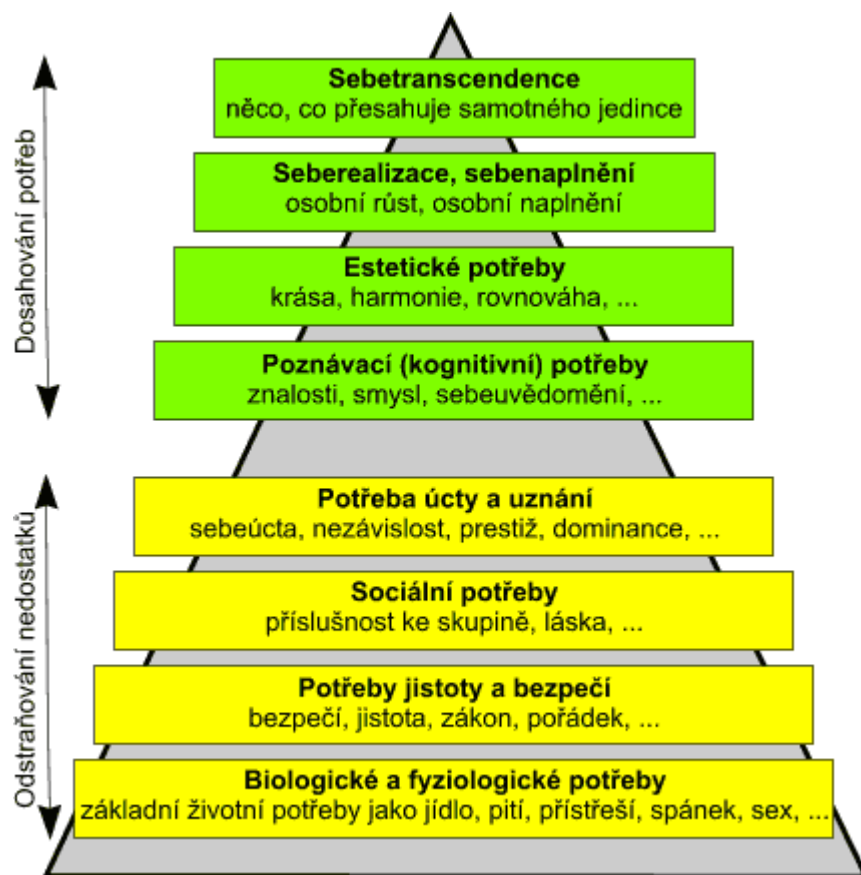 Sebetranscendence
něco, co přesahuje samotného jedince
Seberealizace, sebenaplnění
osobní růst, osobní naplnění
Estetické potřeby
krása, harmonie, rovnováha, ...
Poznávací (kognitivní) potřeby
znalosti, smysl, sebeuvědomění, ...
Dosahování potřeb
Potřeba úcty a uznání
sebeúcta, nezávislost, prestiž, dominance, ...
Sociální potřeby
příslušnost ke skupině, láska, ...
Potřeby jistoty a bezpečí
bezpečí, jistota, zákon, pořádek, ...
Biologické a fyziologické potřeby
základní životní potřeby jako jídlo, pití, přístřeší, spánek, sex, ...
Odstraňování nedostatků